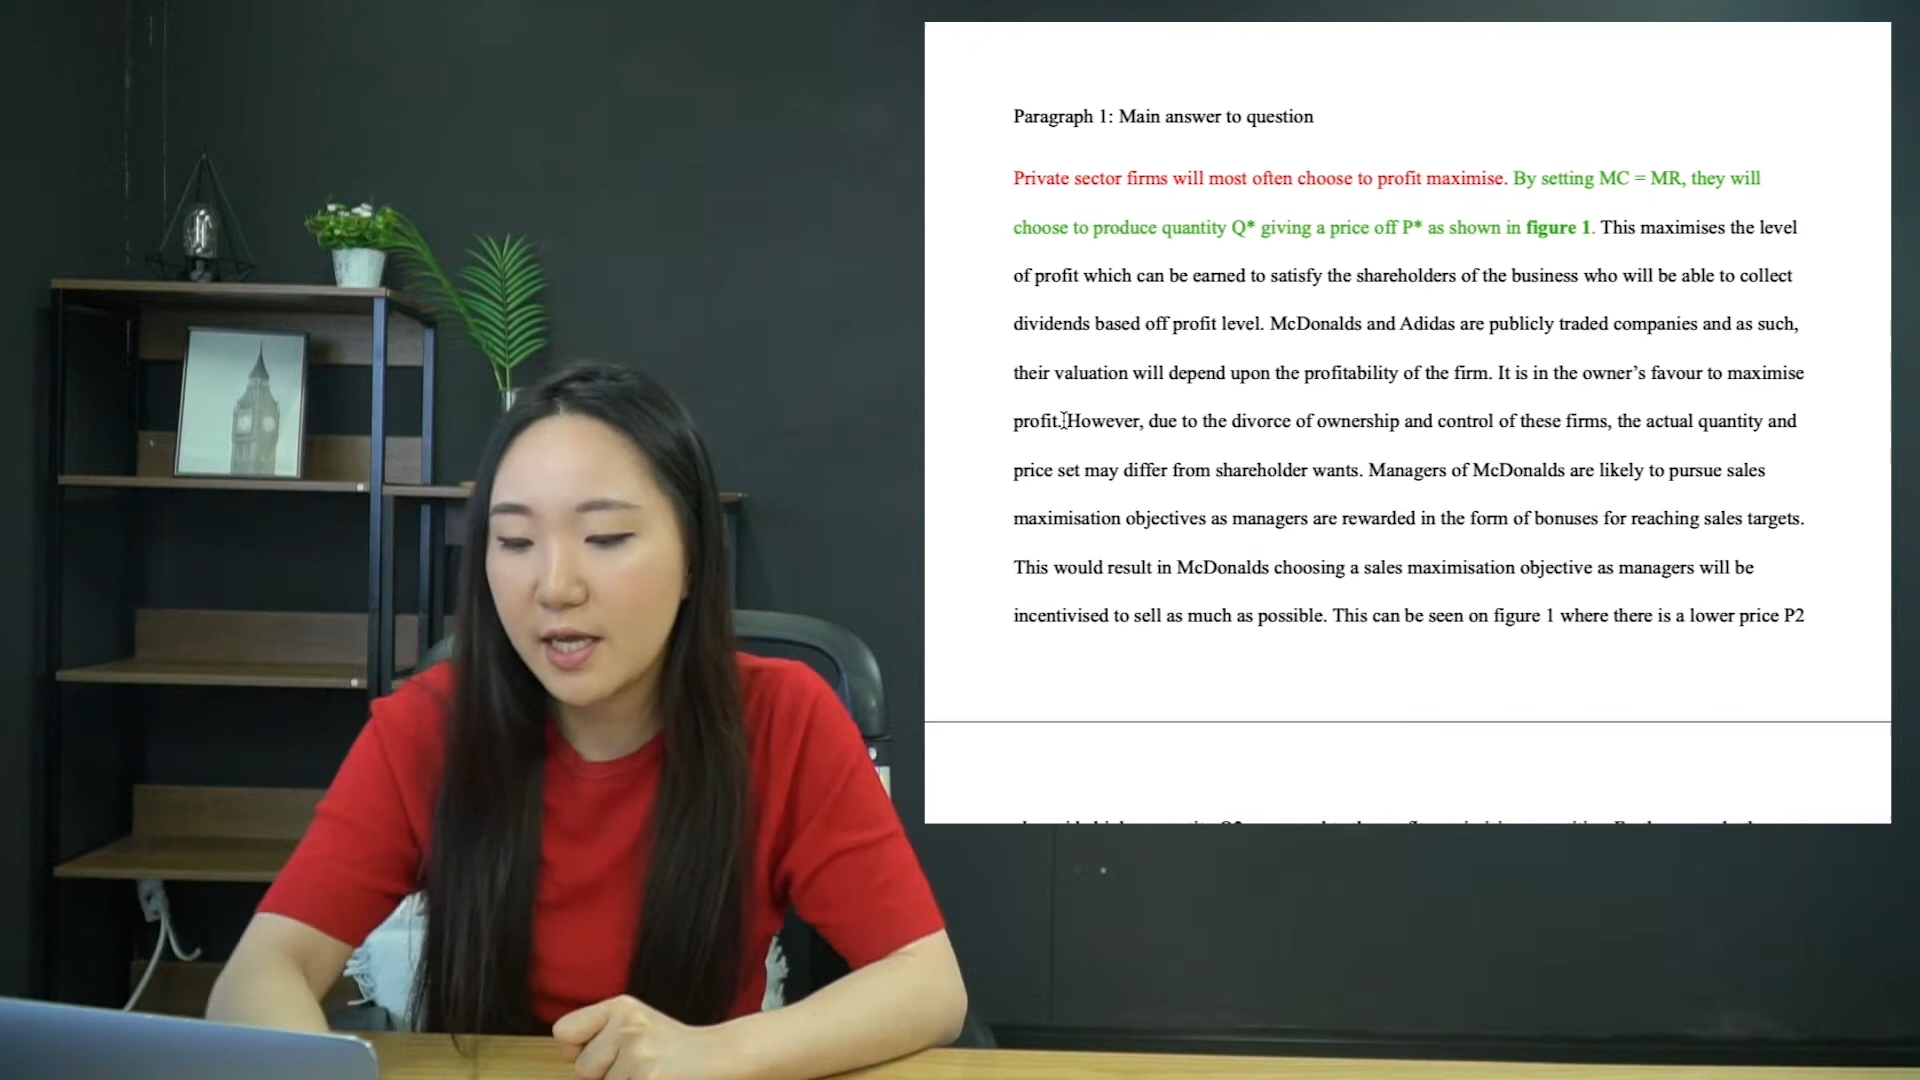 Paragraph 1: Main answer to question
Private sector firms will most often choose to profit maximise. By setting MC = MR, they will
choose to produce quantity Q* giving a price off P* as shown in figure 1. This maximises the level
of profit which can be earned to satisfy the shareholders of the business who will be able to collect
dividends based off profit level. McDonalds and Adidas are publicly traded companies and as such,
their valuation will depend upon the profitability of the firm. It is in the owner’s favour to maximise
profit. However, due to the divorce of ownership and control of these firms, the actual quantity and
price set may differ from shareholder wants. Managers of McDonalds are likely to pursue sales
maximisation objectives as managers are rewarded in the form of bonuses for reaching sales targets.
This would result in McDonalds choosing a sales maximisation objective as managers will be
incentivised to sell as much as possible. This can be seen on figure 1 where there is a lower price P2